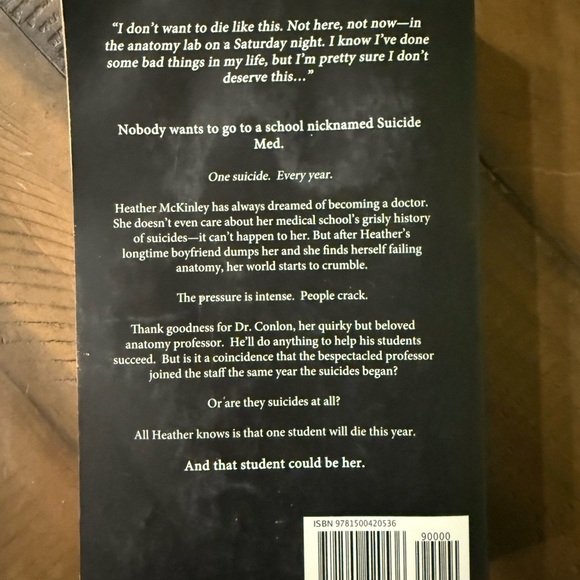 “I don’t want to die like this. Not here, not now—in
the anatomy lab on a Saturday night. I know I’ve done
some bad things in my life, but I’m pretty sure I don’t
deserve this…”
Nobody wants to go to a school nicknamed Suicide
Med.
One suicide. Every year.
Heather McKinley has always dreamed of becoming a doctor.
She doesn’t even care about her medical school’s grisly history
of suicides—it can’t happen to her. But after Heather’s
longtime boyfriend dumps her and she finds herself failing
anatomy, her world starts to crumble.
The pressure is intense. People crack.
Thank goodness for Dr. Conlon, her quirky but beloved
anatomy professor. He’ll do anything to help his students
succeed. But is it a coincidence that the bespectacled professor
joined the staff the same year the suicides began?
Or are they suicides at all?
All Heather knows is that one student will die this year.
And that student could be her.
ISBN 9781500420536
90000